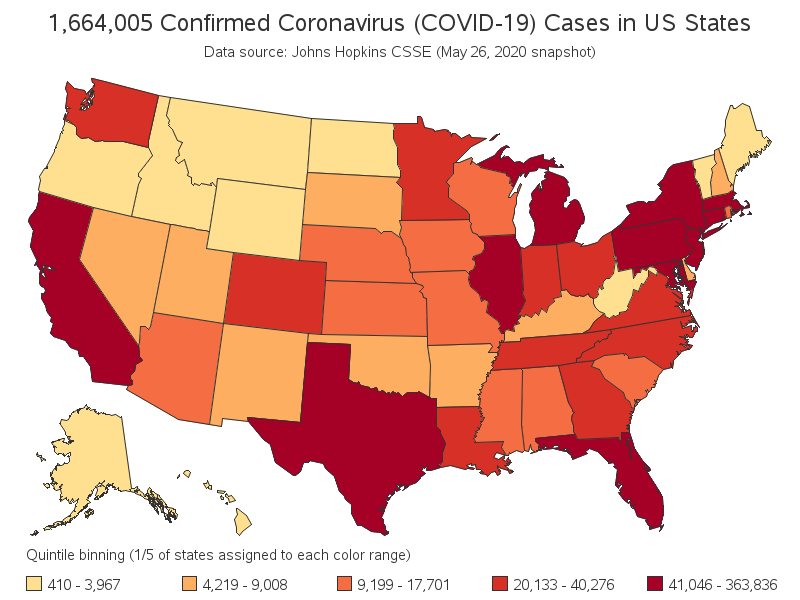 1,664,005 Confirmed Coronavirus (COVID-19) Cases in US States
Data source: Johns Hopkins CSSE (May 26, 2020 snapshot)
Quintile binning (1/5 of states assigned to each color range)
410 - 3,967 4,219 - 9,008 9,199 - 17,701 20,133 - 40,276 41,046 - 363,836